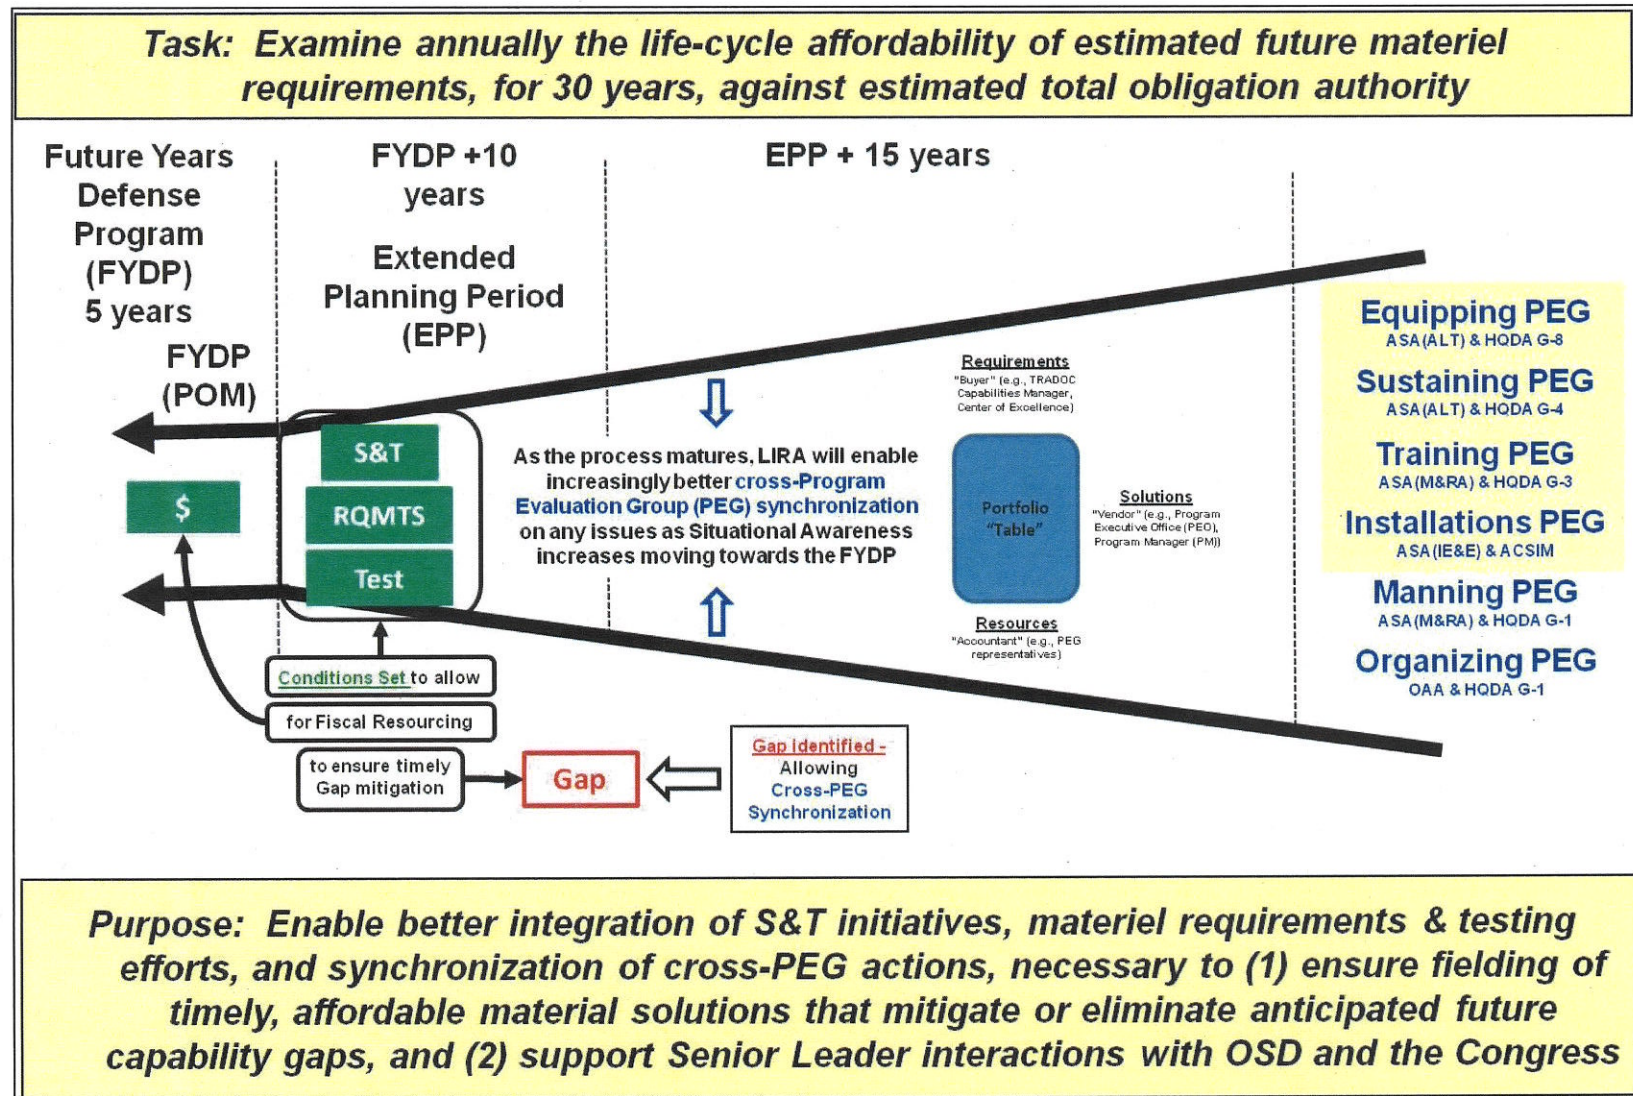 Task: Examine annually the life-cycle affordability of estimated future materiel
requirements, for 30 years, against estimated total obligation authority
Future Years
Defense
Program
(FYDP)
5 years
FYDP +10
years
Extended
Planning Period
(EPP)
EPP + 15 years
FYDP
(POM)
$
S&T
RQMTS
Test
As the process matures, LIRA will enable
increasingly better cross-Program
Evaluation Group (PEG) synchronization
on any issues as Situational Awareness
increases moving towards the FYDP
Requirements
"Buyer" (e.g., TRADOC
Capabilities Manager,
Center of Excellence)
Portfolio
"Table"
Solutions
"Vendor" (e.g., Program
Executive Office (PEO),
Program Manager (PM))
Resources
"Accountant" (e.g., PEG
representatives)
Equipping PEG
ASA(ALT) & HQDA G-8
Sustaining PEG
ASA(ALT) & HQDA G-4
Training PEG
ASA(M&RA) & HQDA G-3
Installations PEG
ASA(IE&E) & ACSIM
Manning PEG
ASA(M&RA) & HQDA G-1
Organizing PEG
OAA & HQDA G-1
Conditions Set to allow
for Fiscal Resourcing
to ensure timely
Gap mitigation
Gap
Gap Identified -
Allowing
Cross-PEG
Synchronization
Purpose: Enable better integration of S&T initiatives, materiel requirements & testing
efforts, and synchronization of cross-PEG actions, necessary to (1) ensure fielding of
timely, affordable material solutions that mitigate or eliminate anticipated future
capability gaps, and (2) support Senior Leader interactions with OSD and the Congress